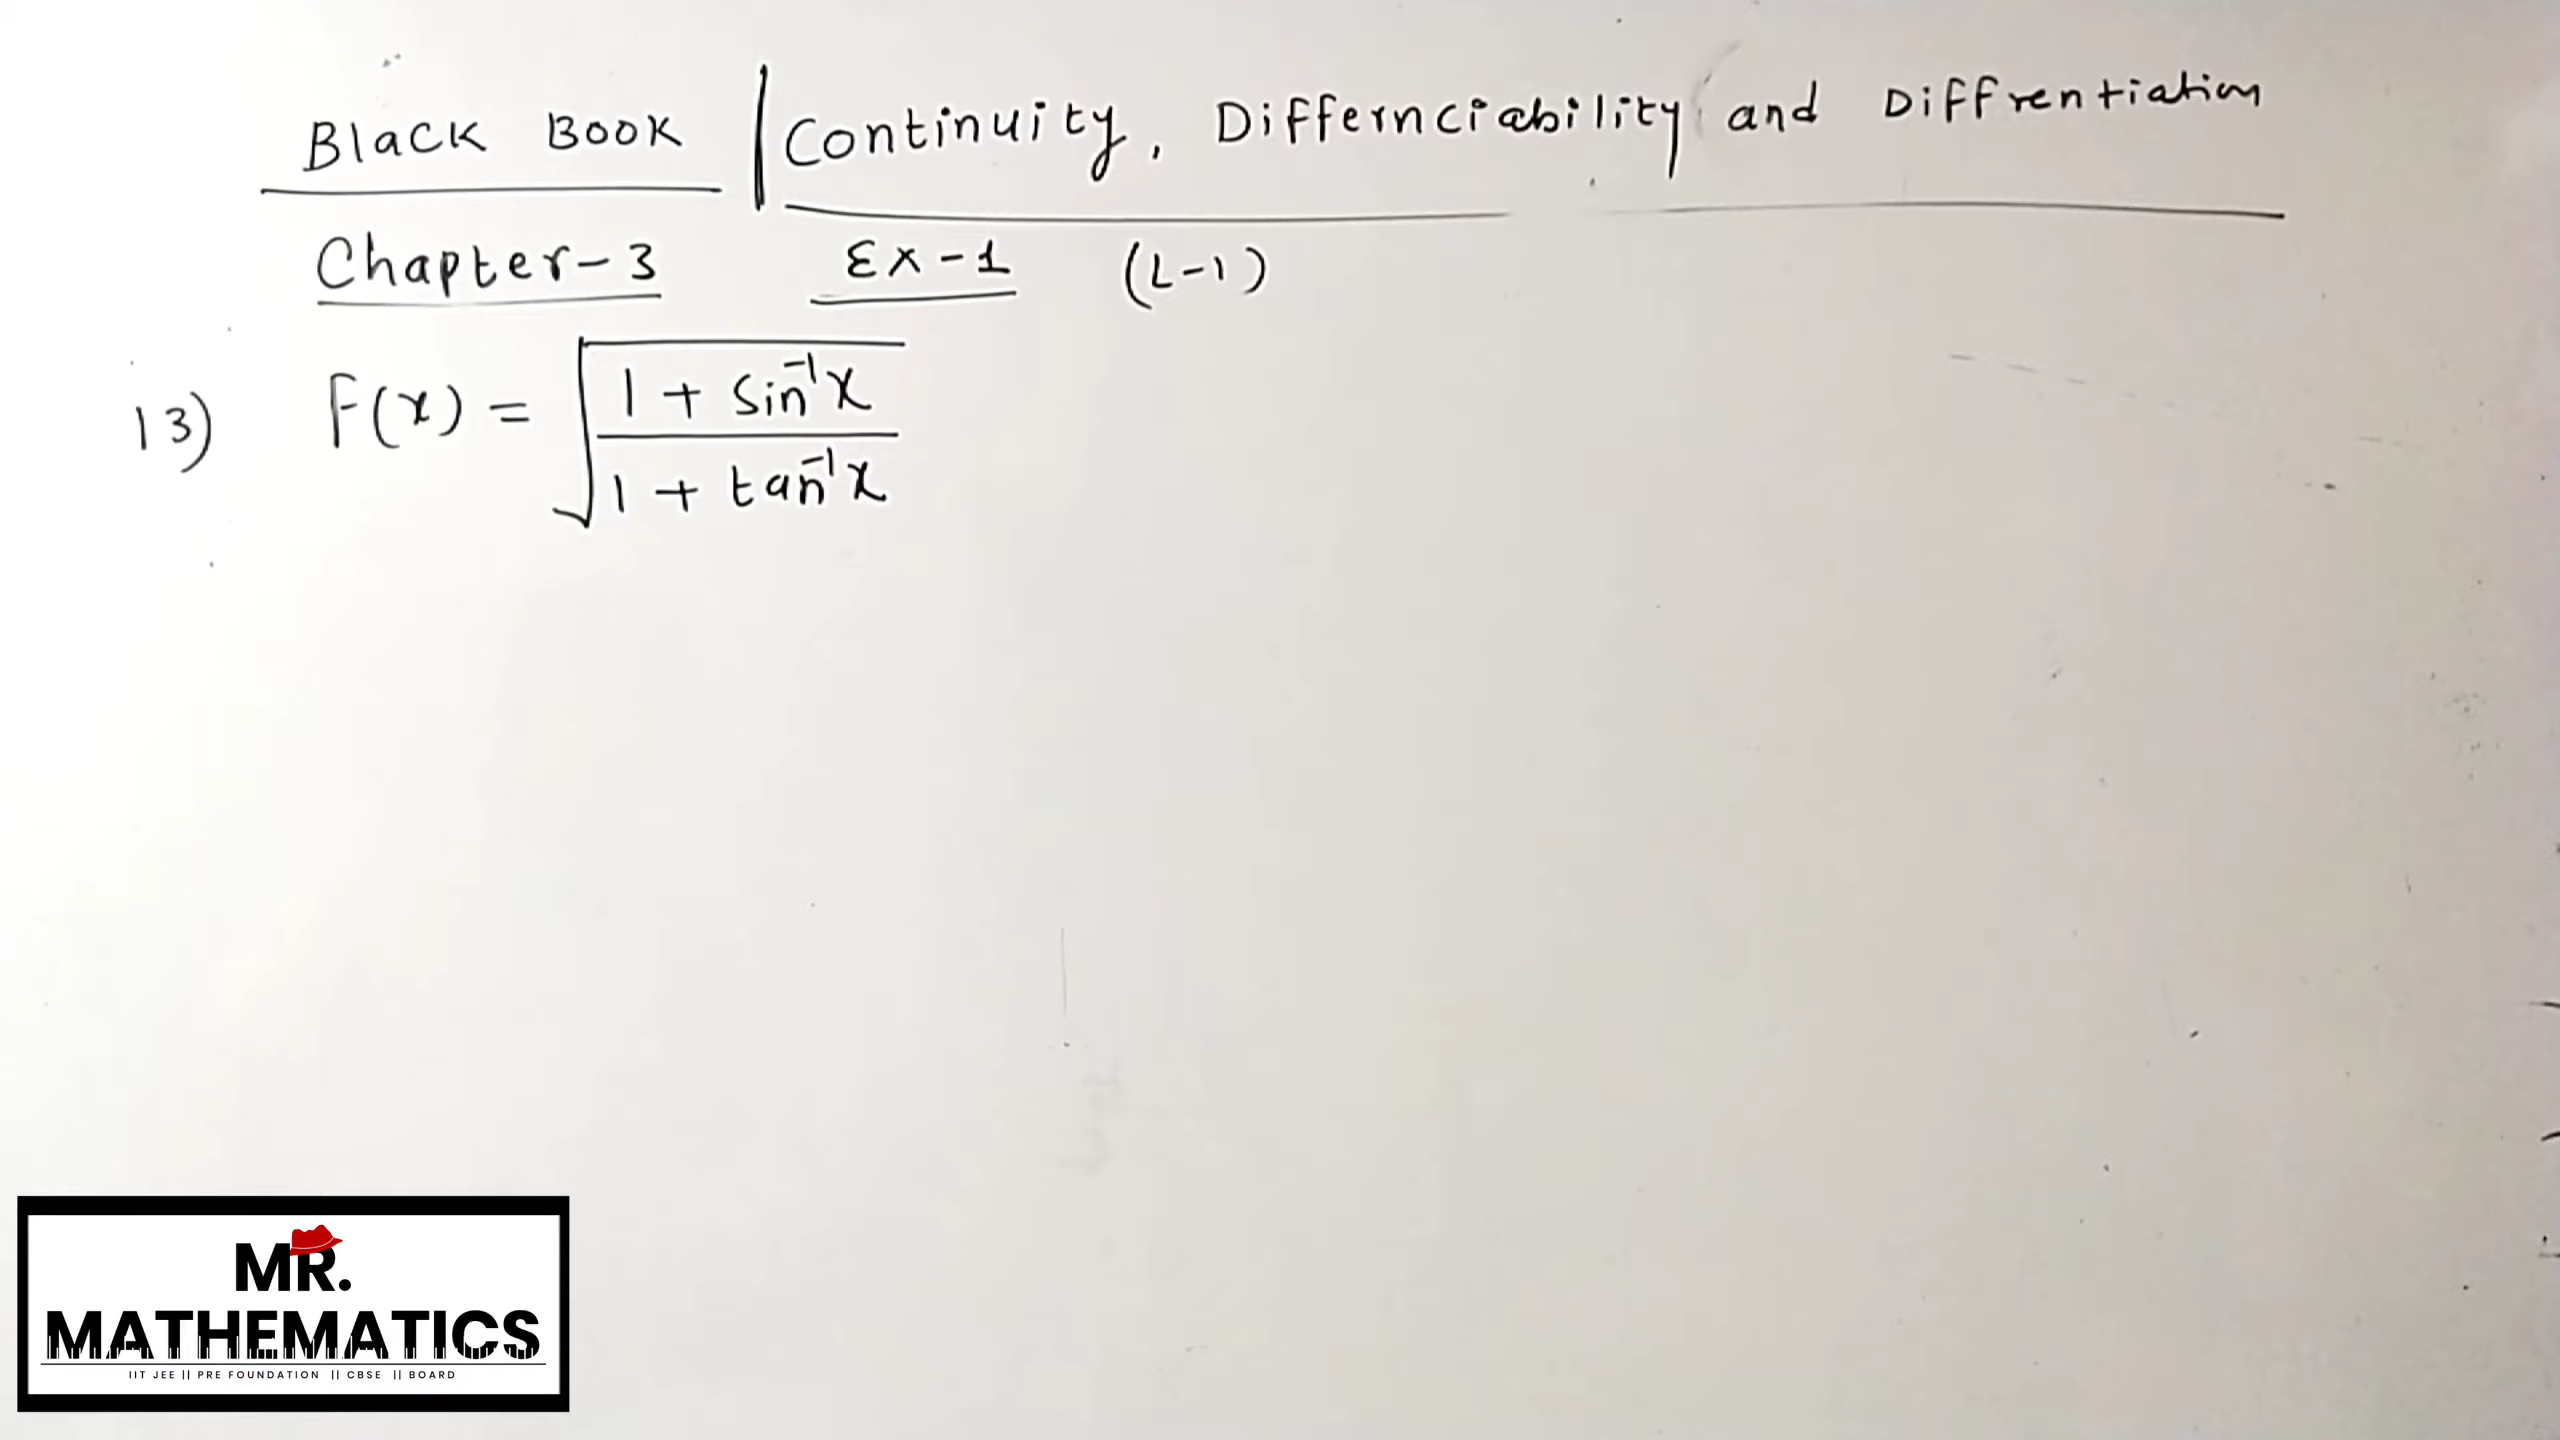 Black Book | Continuity, Differnciability and Diffrentiation
Chapter-3 Ex-1 (L-1)
13) F(x) = √((1 + sin⁻¹x)/(1 + tan⁻¹x))
MR.
MATHEMATICS
IIT JEE || PRE FOUNDATION || CBSE || BOARD